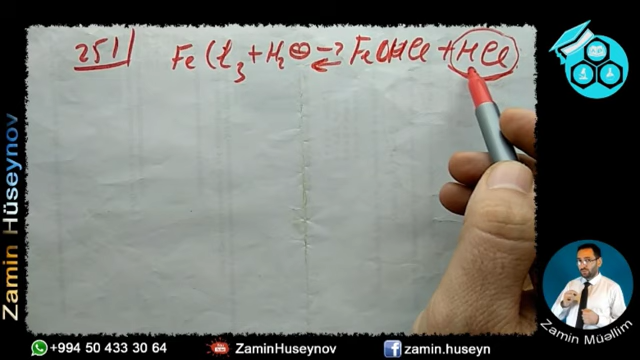 251
FeCl3 + H2O ⇄ FeOHCl + HCl
Zamin Hüseynov
Zamin Müəllim
+994 50 433 30 64
ZaminHuseynov
zamin.huseyn